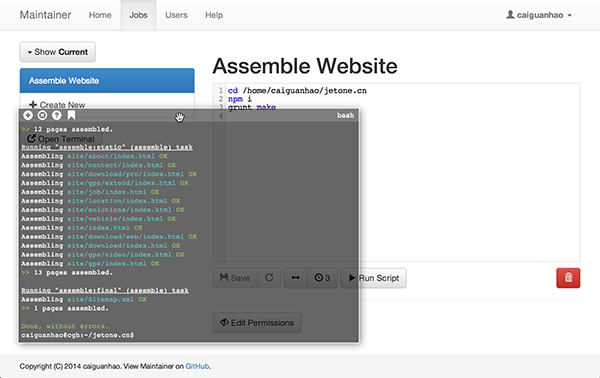 Maintainer Home Jobs Users Help caiguanhao
Show Current
Assemble Website
Create New
Open Terminal
Assemble Website
1 cd /home/caiguanhao/jetone.cn
2 npm i
3 grunt make
4
bash
>> 12 pages assembled.
Running "assemble:static" (assemble) task
Assembling site/about/index.html OK
Assembling site/contact/index.html OK
Assembling site/download/pro/index.html OK
Assembling site/gps/extend/index.html OK
Assembling site/job/index.html OK
Assembling site/location/index.html OK
Assembling site/solutions/index.html OK
Assembling site/vehicle/index.html OK
Assembling site/index.html OK
Assembling site/download/web/index.html OK
Assembling site/download/index.html OK
Assembling site/gps/video/index.html OK
Assembling site/gps/index.html OK
>> 13 pages assembled.
Running "assemble:final" (assemble) task
Assembling site/Sitemap.xml OK
>> 1 pages assembled.
Done, without errors.
caiguanhao@ogh:~/jetone.cn$
Save 3 Run Script
Edit Permissions
Copyright (C) 2014 caiguanhao. View Maintainer on GitHub.